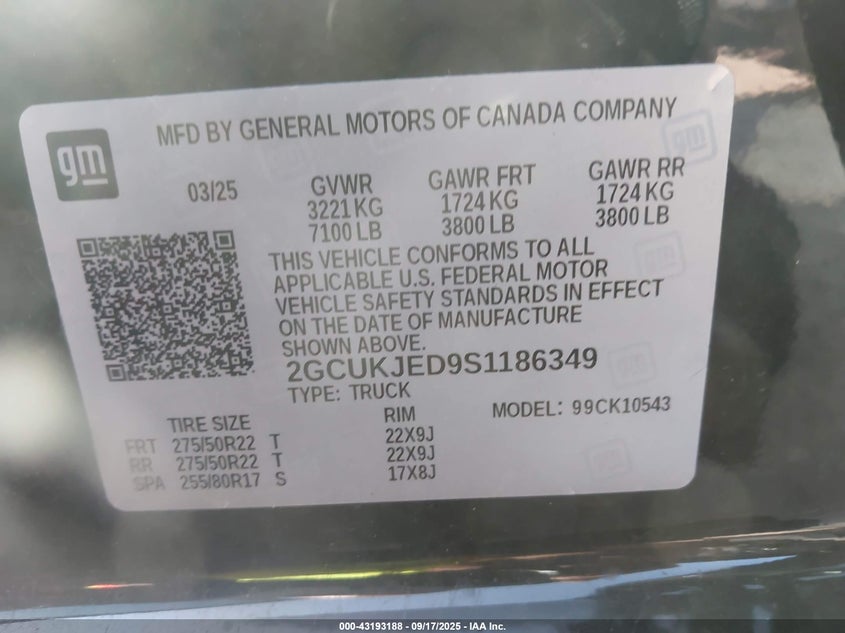 gm
MFD BY GENERAL MOTORS OF CANADA COMPANY
03/25 GVWR GAWR FRT GAWR RR
3221 KG 1724 KG 1724 KG
7100 LB 3800 LB 3800 LB
THIS VEHICLE CONFORMS TO ALL
APPLICABLE U.S. FEDERAL MOTOR
VEHICLE SAFETY STANDARDS IN EFFECT
ON THE DATE OF MANUFACTURE
SHOWN ABOVE.
2GCUKJED9S1186349
TYPE: TRUCK
TIRE SIZE RIM MODEL: 99CK10543
FRT 275/50R22 T 22X9J
RR 275/50R22 T 22X9J
SPA 255/80R17 S 17X8J
000-43193188 - 09/17/2025 - IAA Inc.